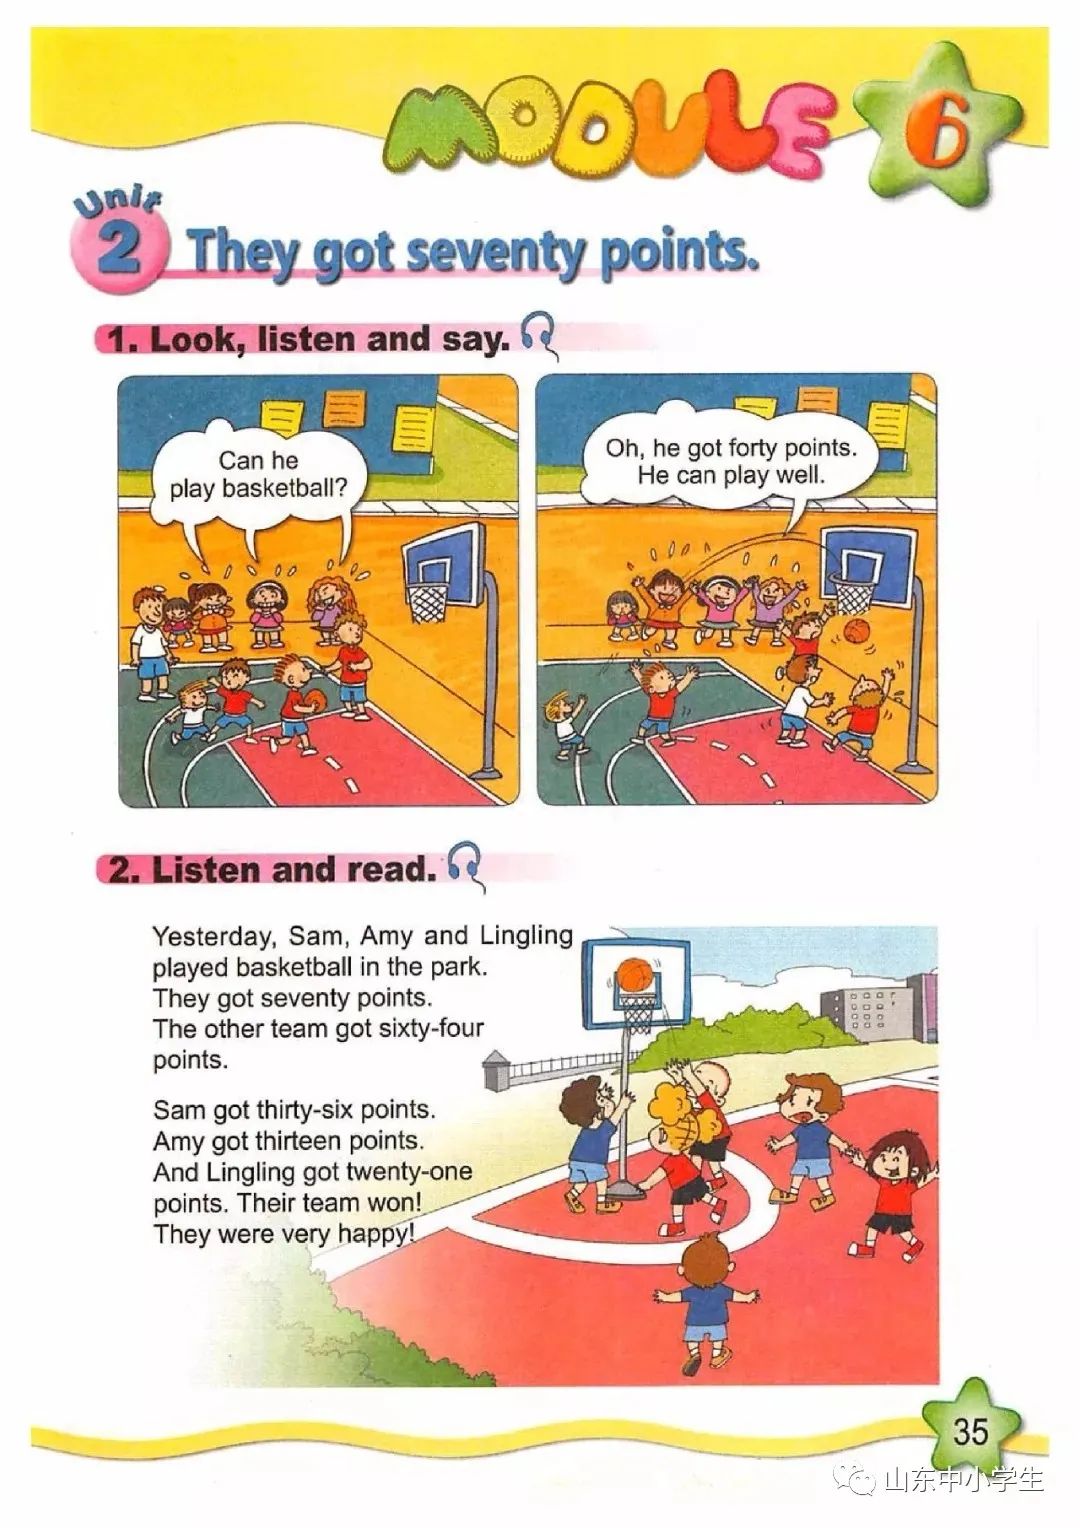 MODULE 6
Unit
2 They got seventy points.
1. Look, listen and say.
Can he
play basketball?
Oh, he got forty points.
He can play well.
2. Listen and read.
Yesterday, Sam, Amy and Lingling
played basketball in the park.
They got seventy points.
The other team got sixty-four
points.
Sam got thirty-six points.
Amy got thirteen points.
And Lingling got twenty-one
points. Their team won!
They were very happy!
35
山东中小学生